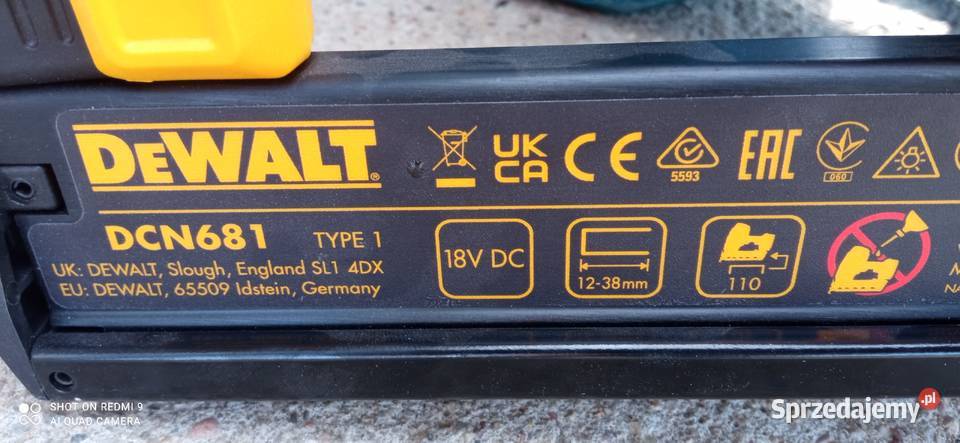 DEWALT®
UK CA CE 5593 EAC 060
DCN681 TYPE 1
UK: DEWALT, Slough, England SL1 4DX
EU: DEWALT, 65509 Idstein, Germany
18V DC
12-38mm
110
SHOT ON REDMI 9
AI QUAD CAMERA
Sprzedajemy.pl